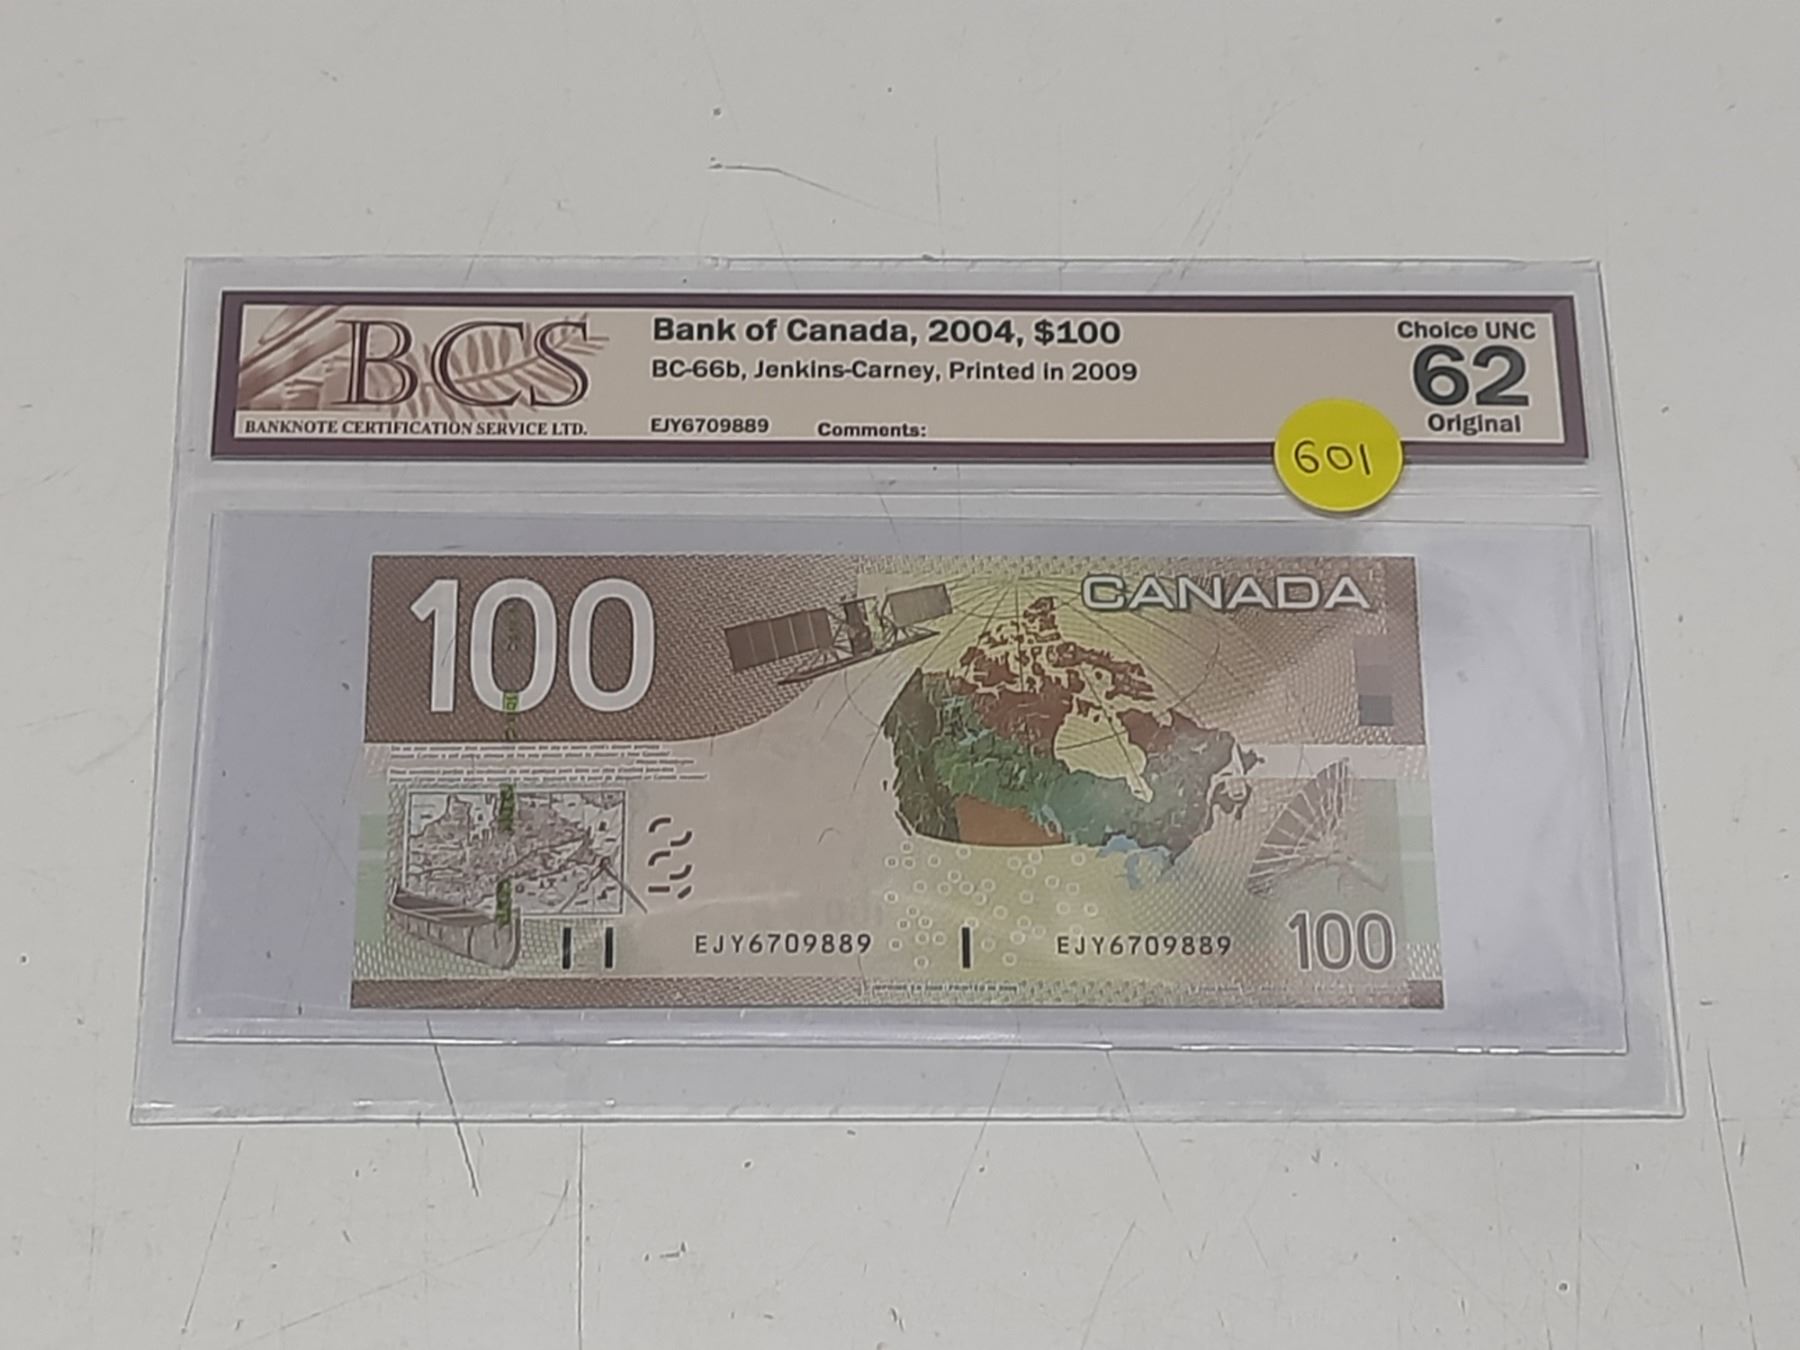 BCS
BANKNOTE CERTIFICATION SERVICE LTD.
Bank of Canada, 2004, $100
BC-66b, Jenkins-Carney, Printed in 2009
EJY6709889 Comments:
Choice UNC
62
Original
601
100
CANADA
EJY6709889
EJY6709889
100